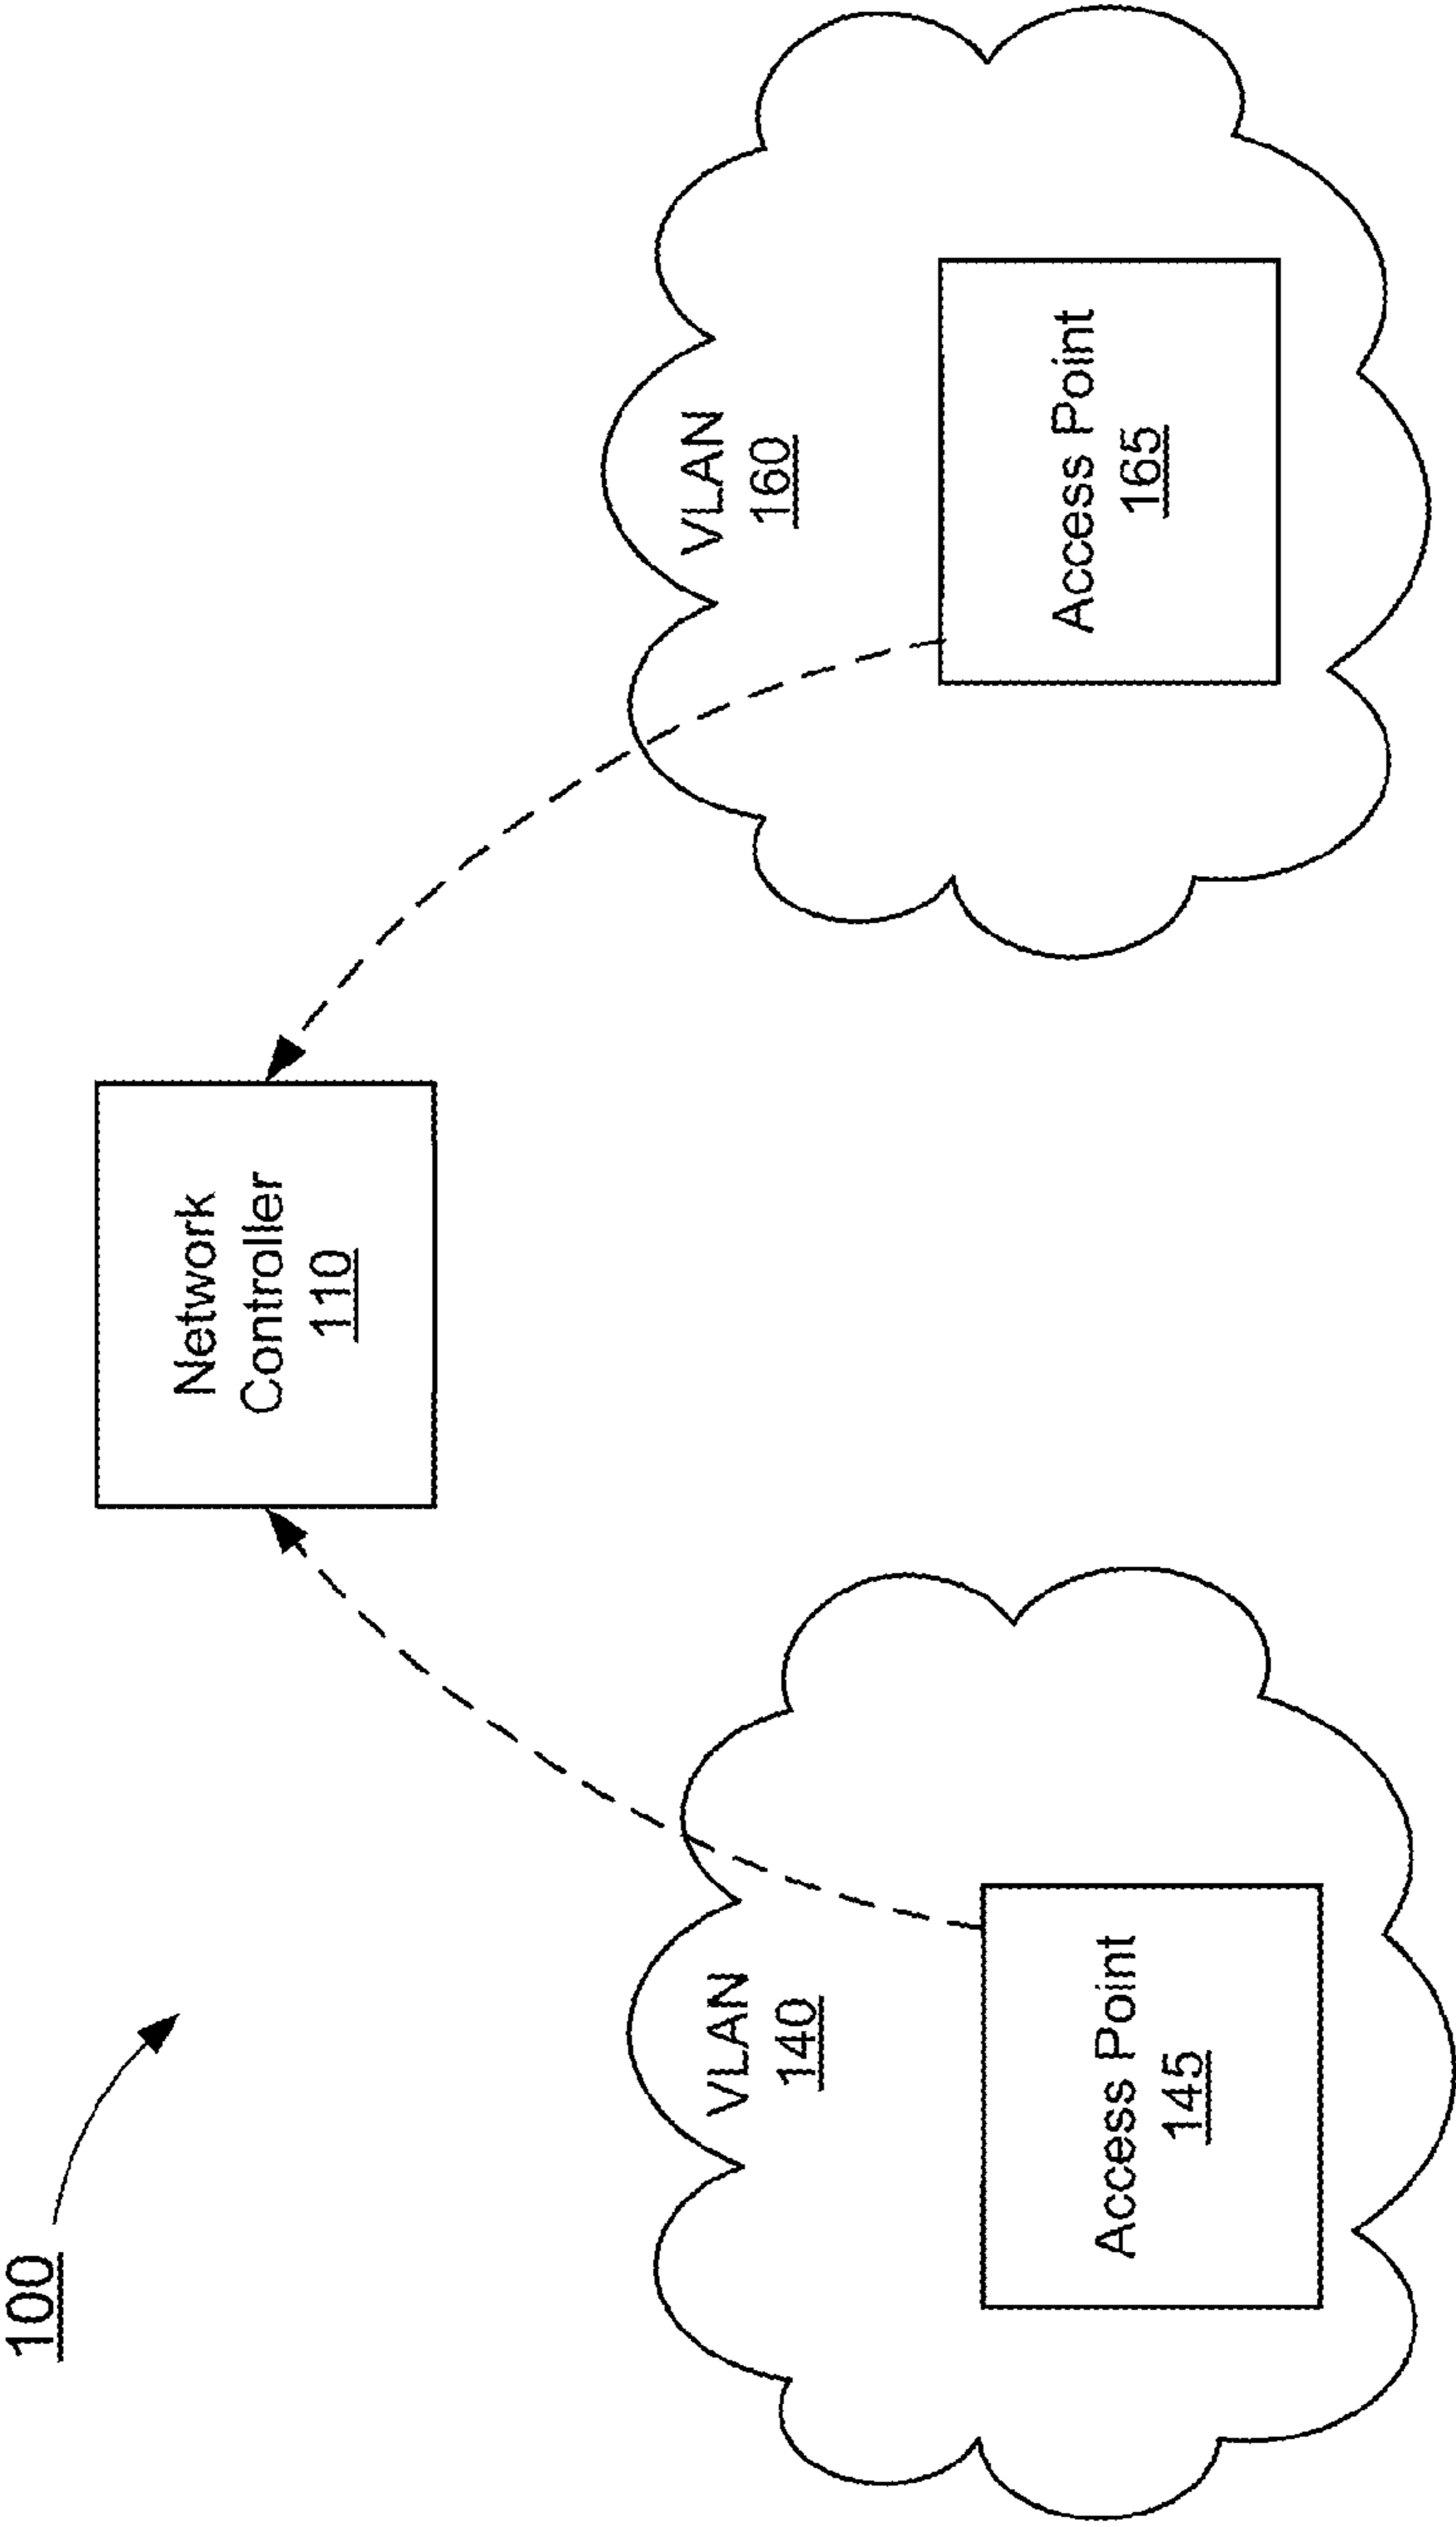 100
Network
Controller
110
VLAN
140
Access Point
145
VLAN
160
Access Point
165